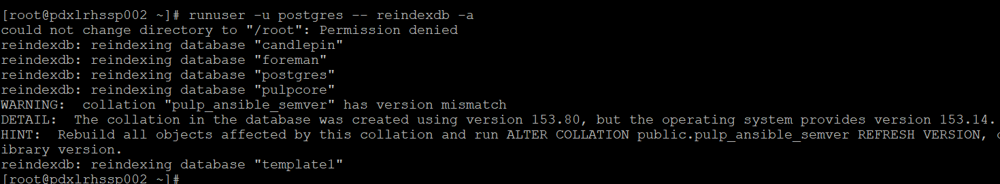 [root@pdxlrhssp002 ~]# runuser -u postgres -- reindexdb -a
could not change directory to "/root": Permission denied
reindexdb: reindexing database "candlepin"
reindexdb: reindexing database "foreman"
reindexdb: reindexing database "postgres"
reindexdb: reindexing database "pulpcore"
WARNING:  collation "pulp_ansible_semver" has version mismatch
DETAIL:  The collation in the database was created using version 153.80, but the operating system provides version 153.14.
HINT:  Rebuild all objects affected by this collation and run ALTER COLLATION public.pulp_ansible_semver REFRESH VERSION,
ibrary version.
reindexdb: reindexing database "template1"
[root@pdxlrhssp002 ~]#